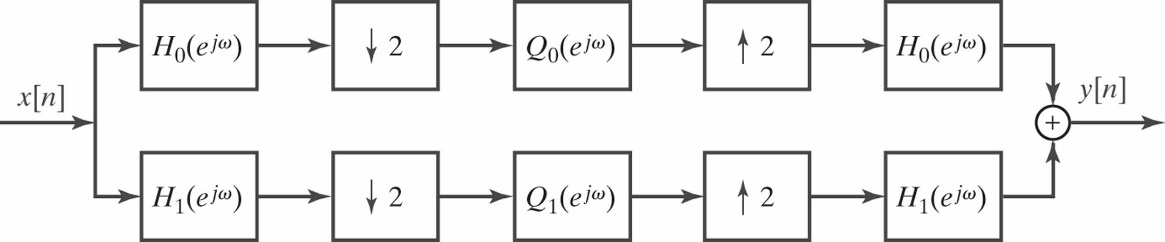 H₀(e^{jω}) ↓ 2 Q₀(e^{jω}) ↑ 2 H₀(e^{jω})
x[n] + y[n]
H₁(e^{jω}) ↓ 2 Q₁(e^{jω}) ↑ 2 H₁(e^{jω})